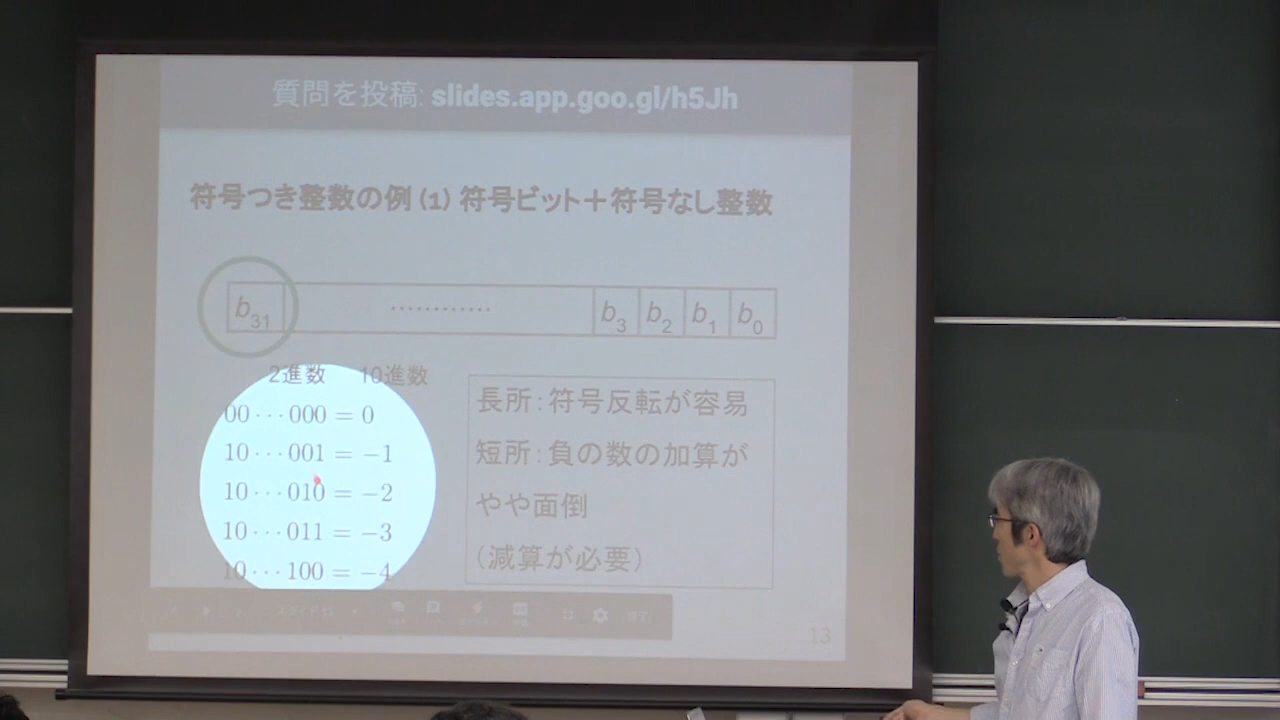 質問を投稿: slides.app.goo.gl/h5Jh
符号つき整数の例 (1) 符号ビット＋符号なし整数
b31 ………… b3 b2 b1 b0
2進数 10進数
00⋯000 = 0
10⋯001 = −1
10⋯010 = −2
10⋯011 = −3
10⋯100 = −4
長所：符号反転が容易
短所：負の数の加算が
やや面倒
（減算が必要）
13